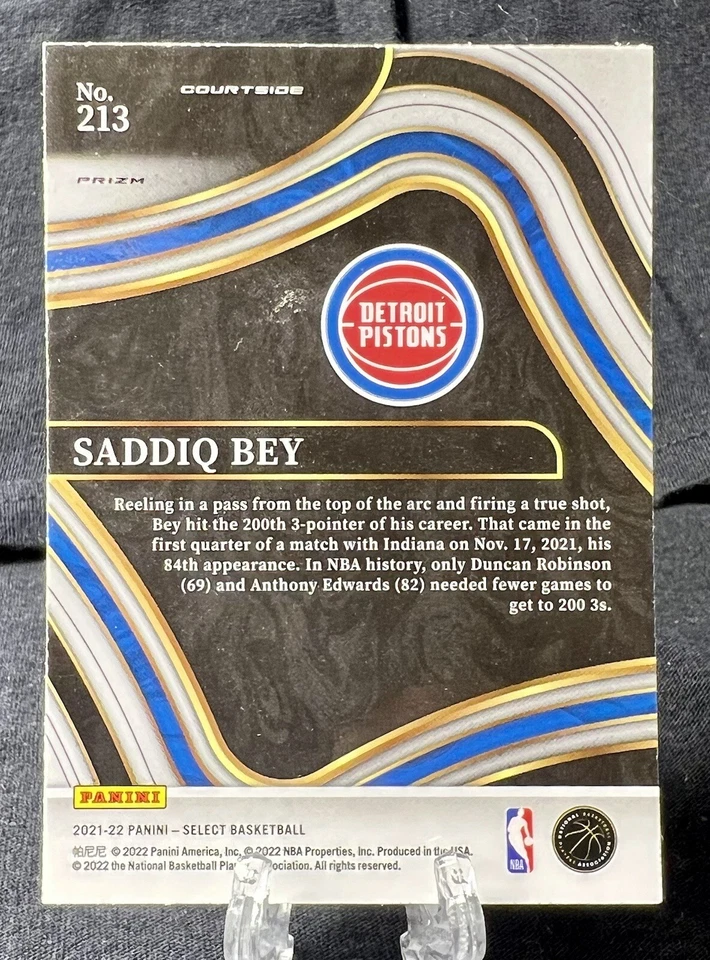 No.
213
COURTSIDE
PRIZM
DETROIT
PISTONS
SADDIQ BEY
Reeling in a pass from the top of the arc and firing a true shot,
Bey hit the 200th 3-pointer of his career. That came in the
first quarter of a match with Indiana on Nov. 17, 2021, his
84th appearance. In NBA history, only Duncan Robinson
(69) and Anthony Edwards (82) needed fewer games to
get to 200 3s.
PANINI
2021-22 PANINI – SELECT BASKETBALL
帕尼尼 © 2022 Panini America, Inc. © 2022 NBA Properties, Inc. Produced in the USA.
© 2022 the National Basketball Association. All rights reserved.
NBA
NATIONAL BASKETBALL
PLAYERS ASSOCIATION